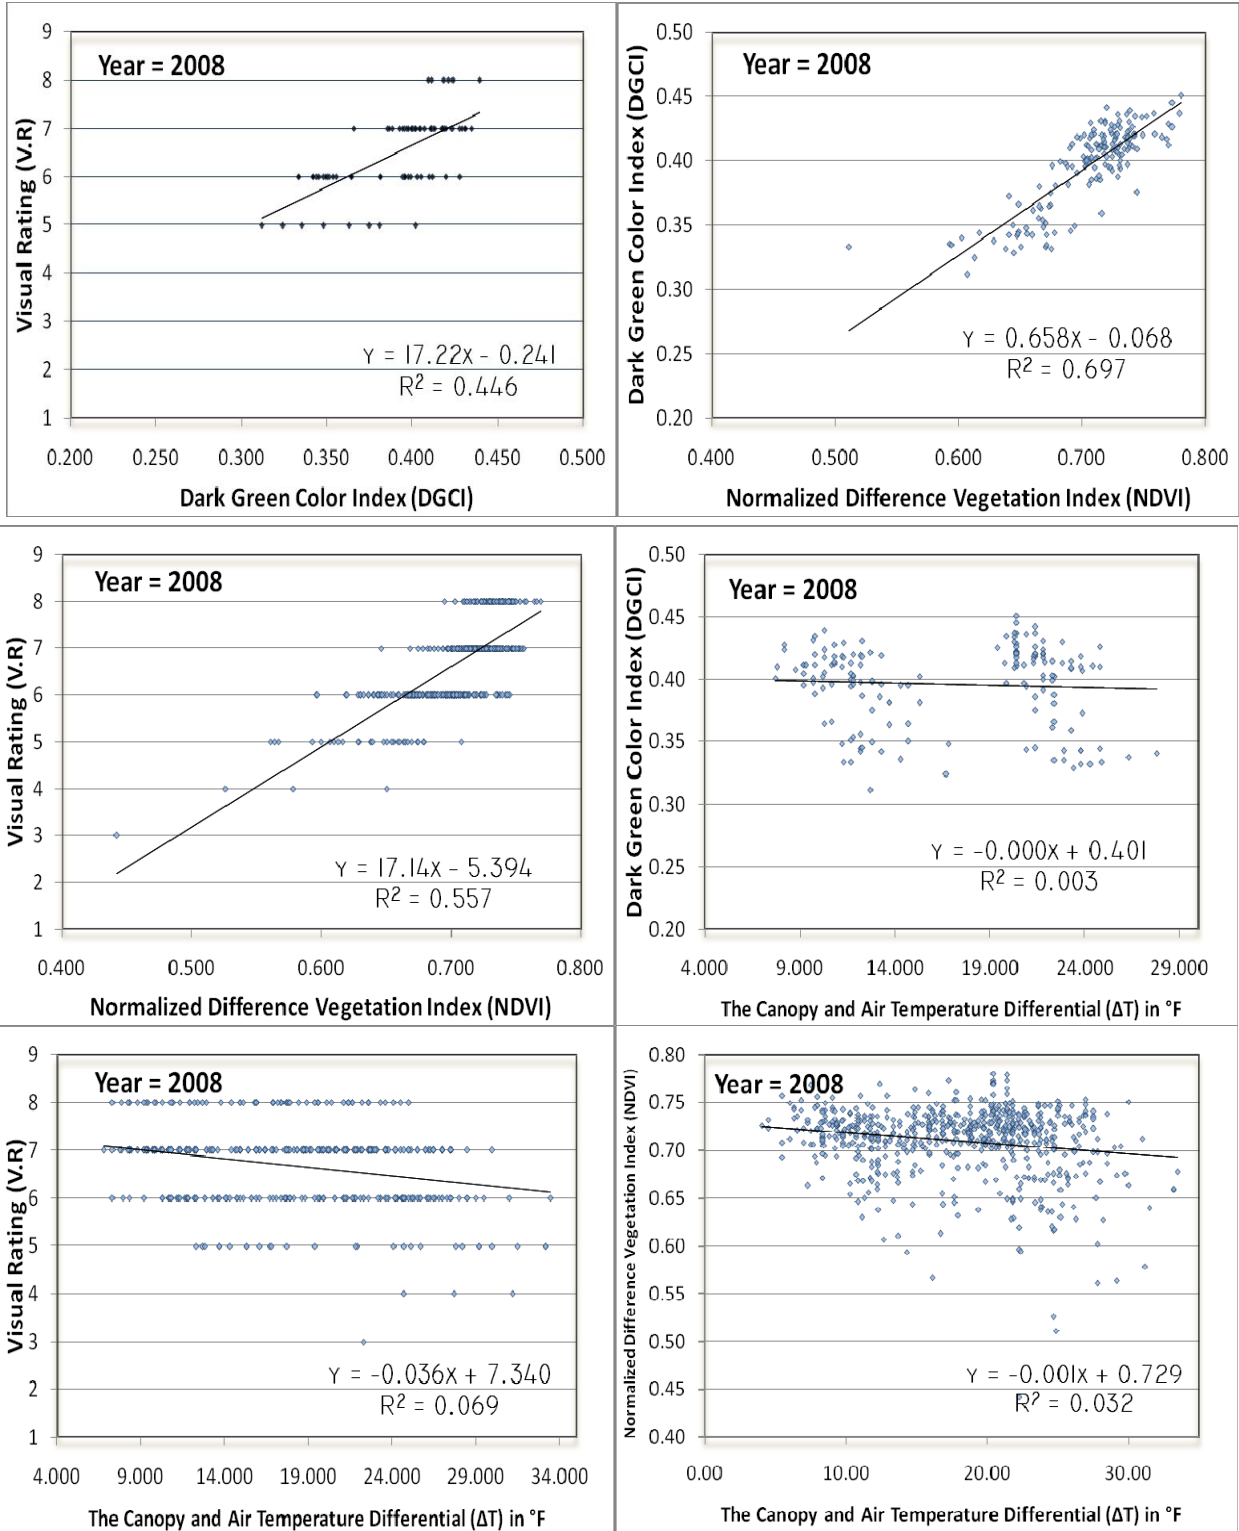 Year = 2008
9
8
7
6
5
4
3
2
1
Visual Rating (V.R)
Y = 17.22X - 0.241
R² = 0.446
0.200 0.250 0.300 0.350 0.400 0.450 0.500
Dark Green Color Index (DGCI)
Year = 2008
0.50
0.45
0.40
0.35
0.30
0.25
0.20
Dark Green Color Index (DGCI)
Y = 0.658X - 0.068
R² = 0.697
0.400 0.500 0.600 0.700 0.800
Normalized Difference Vegetation Index (NDVI)
Year = 2008
9
8
7
6
5
4
3
2
1
Visual Rating (V.R)
Y = 17.14X - 5.394
R² = 0.557
0.400 0.500 0.600 0.700 0.800
Normalized Difference Vegetation Index (NDVI)
Year = 2008
0.50
0.45
0.40
0.35
0.30
0.25
0.20
Dark Green Color Index (DGCI)
Y = -0.000X + 0.401
R² = 0.003
4.000 9.000 14.000 19.000 24.000 29.000
The Canopy and Air Temperature Differential (ΔT) in °F
Year = 2008
9
8
7
6
5
4
3
2
1
Visual Rating (V.R)
Y = -0.036X + 7.340
R² = 0.069
4.000 9.000 14.000 19.000 24.000 29.000 34.000
The Canopy and Air Temperature Differential (ΔT) in °F
Year = 2008
0.80
0.75
0.70
0.65
0.60
0.55
0.50
0.45
0.40
Normalized Difference Vegetation Index (NDVI)
Y = -0.001X + 0.729
R² = 0.032
0.00 10.00 20.00 30.00
The Canopy and Air Temperature Differential (ΔT) in °F